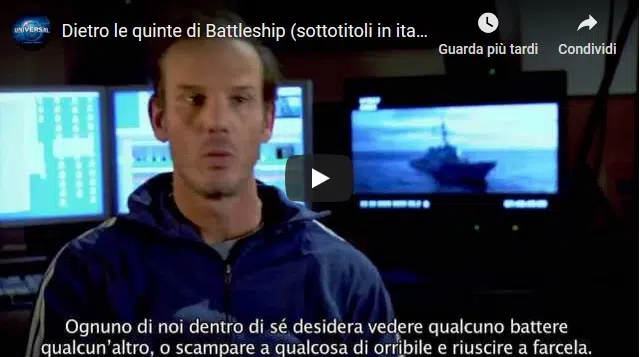 UNIVERSAL
Dietro le quinte di Battleship (sottotitoli in ita...
Guarda più tardi
Condividi
Ognuno di noi dentro di sé desidera vedere qualcuno battere
qualcun'altro, o scampare a qualcosa di orribile e riuscire a farcela.